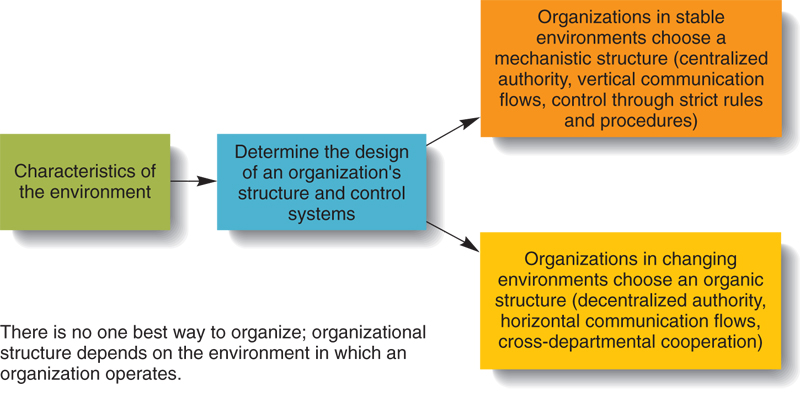 Characteristics of
the environment
Determine the design
of an organization's
structure and control
systems
Organizations in stable
environments choose a
mechanistic structure (centralized
authority, vertical communication
flows, control through strict rules
and procedures)
Organizations in changing
environments choose an organic
structure (decentralized authority,
horizontal communication flows,
cross-departmental cooperation)
There is no one best way to organize; organizational
structure depends on the environment in which an
organization operates.